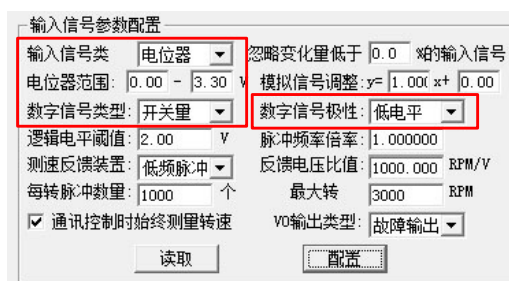 输入信号参数配置
输入信号类 电位器 忽略变化量低于 0.0 %的输入信号
电位器范围: 0.00 - 3.30 V 模拟信号调整:y= 1.00( x+ 0.00
数字信号类型: 开关量 数字信号极性: 低电平
逻辑电平阈值: 2.00 V 脉冲频率倍率: 1.000000
测速反馈装置: 低频脉冲 反馈电压比值: 1000.000 RPM/V
每转脉冲数量: 1000 个 最大转 3000 RPM
通讯控制时始终测量转速 VO输出类型: 故障输出
读取 配置